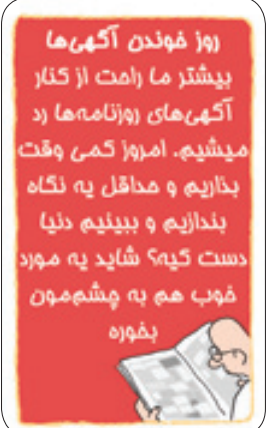 روز خوندن آگهی‌ها
بیشتر ما راحت از کنار
آگهی‌های روزنامه‌ها رد
میشیم. امروز کمی وقت
بذاریم و حداقل یه نگاه
بندازیم و ببینیم دنیا
دست کیه؟ شاید یه مورد
خوب هم به چشم‌مون
بخوره